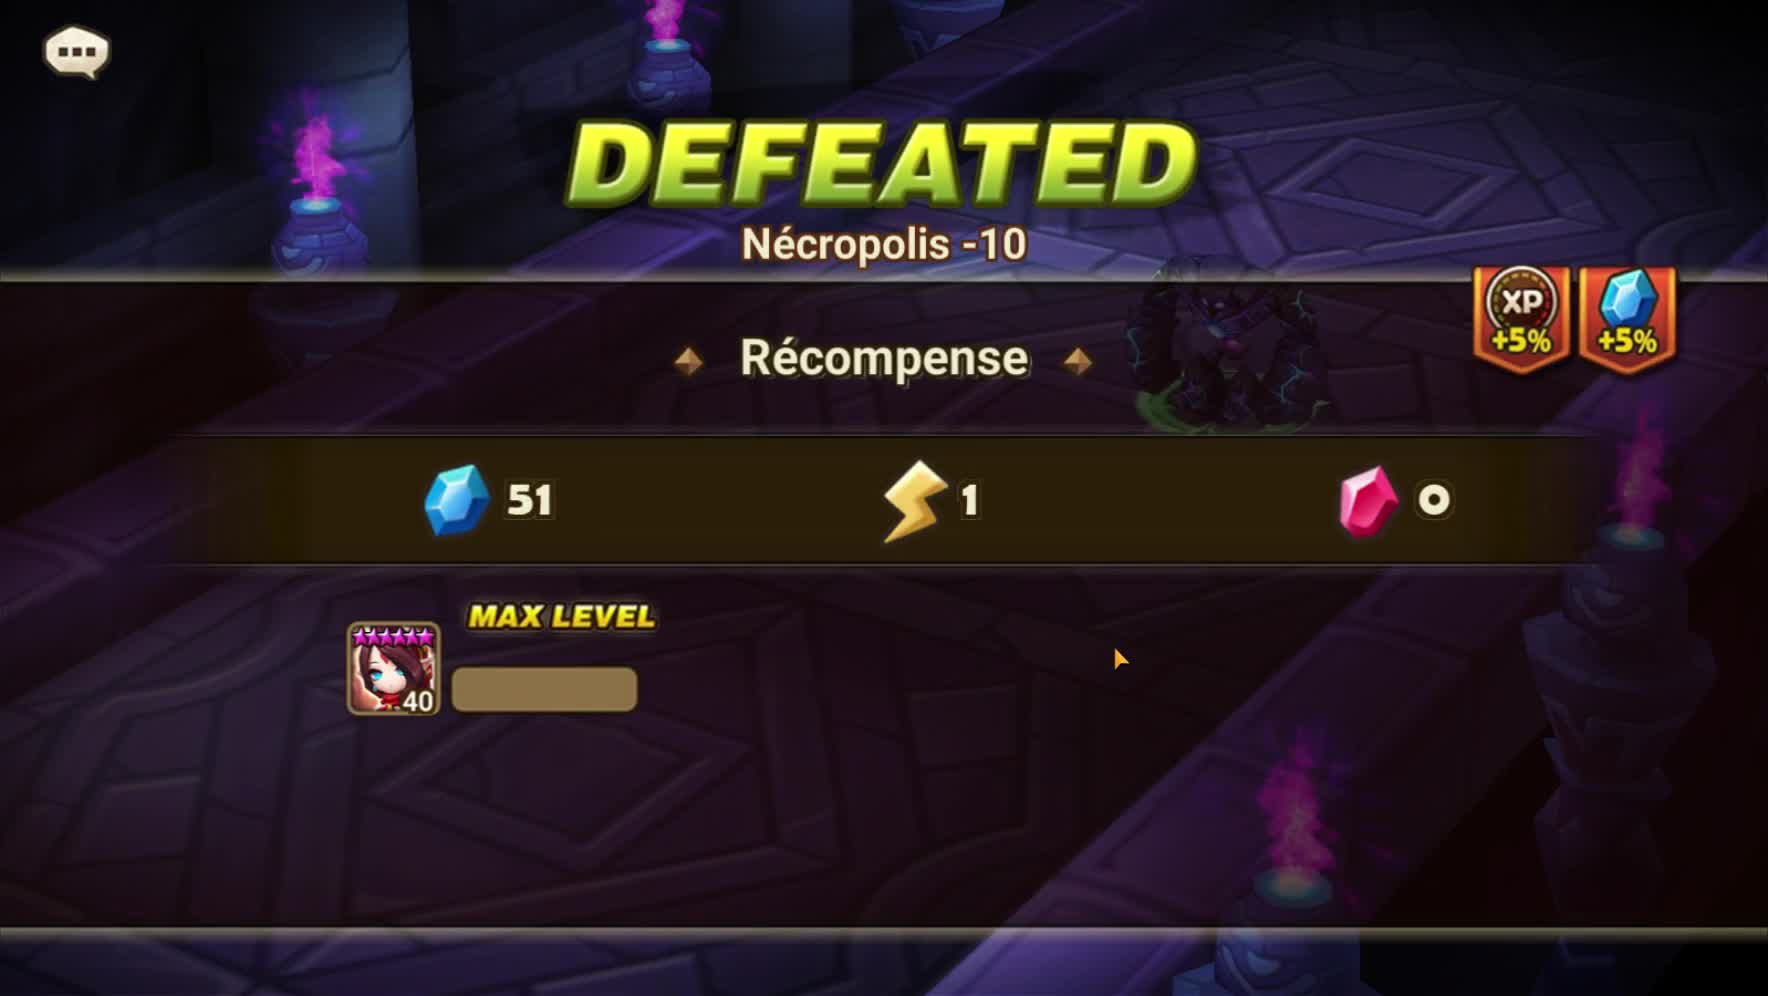 DEFEATED
Nécropolis -10
XP
+5%
+5%
Récompense
51
1
0
MAX LEVEL
40